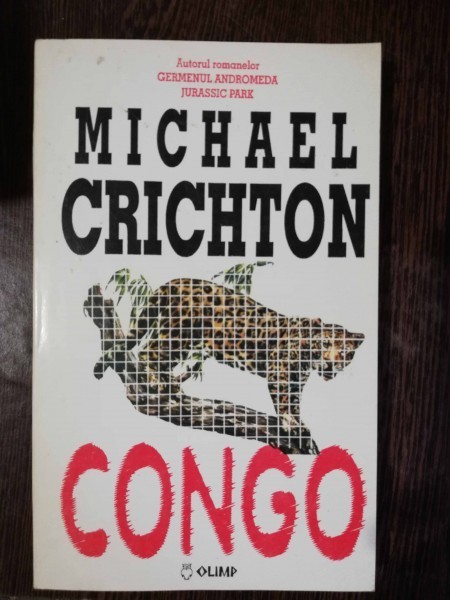 Autorul romanelor
GERMENUL ANDROMEDA
JURASSIC PARK
MICHAEL
CRICHTON
CONGO
OLIMP